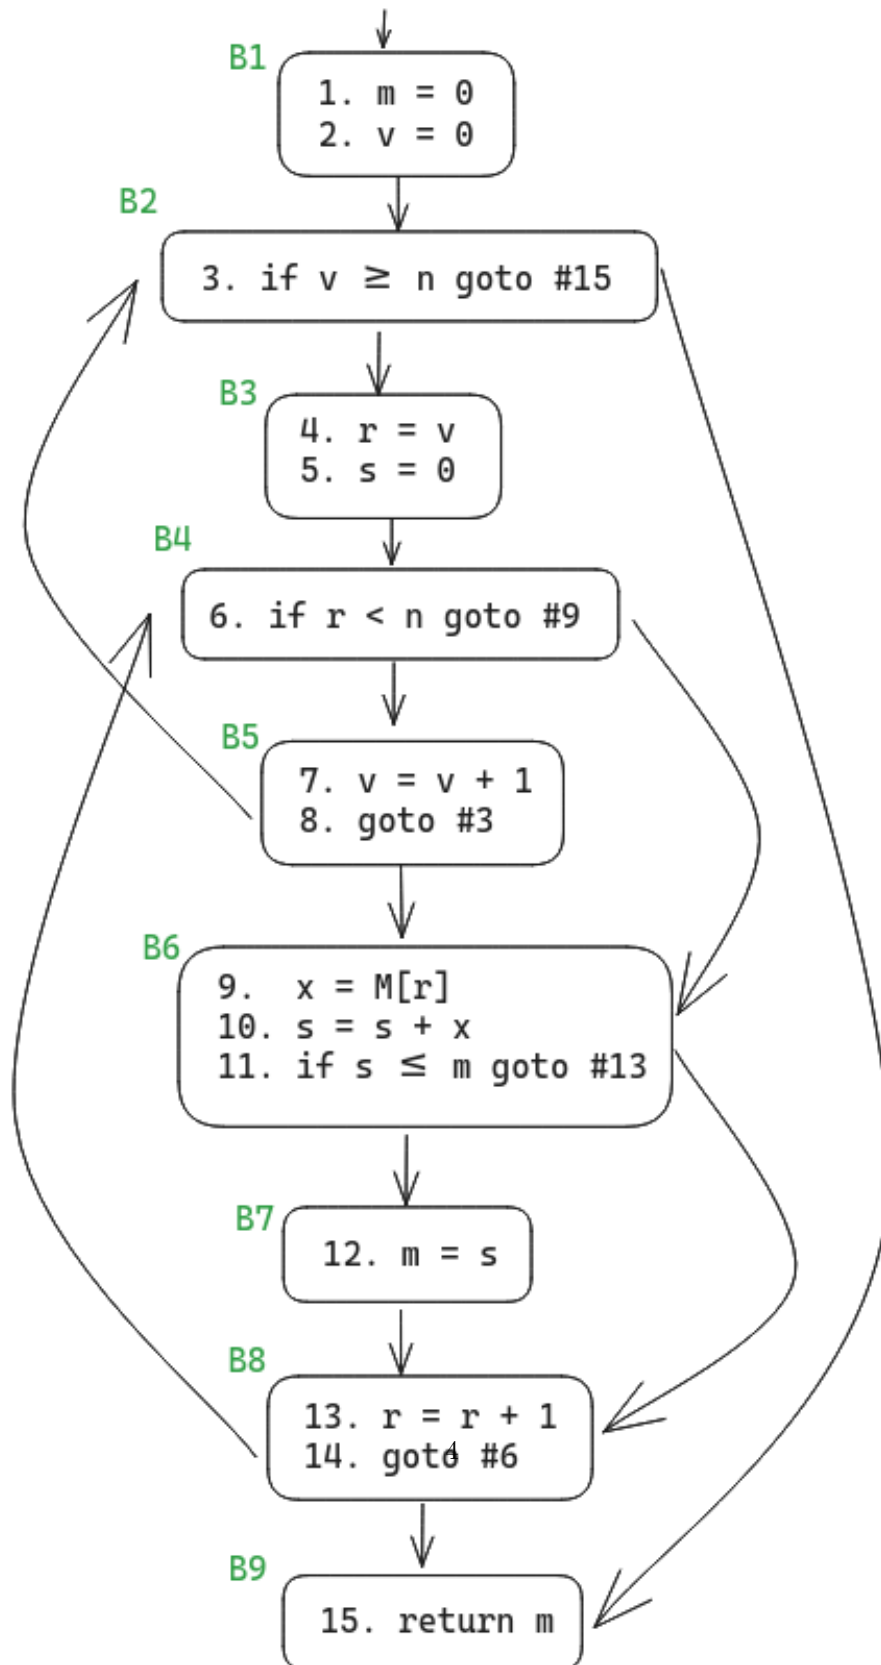 B1
1. m = 0
2. v = 0
B2
3. if v ≥ n goto #15
B3
4. r = v
5. s = 0
B4
6. if r < n goto #9
B5
7. v = v + 1
8. goto #3
B6
9. x = M[r]
10. s = s + x
11. if s ≤ m goto #13
B7
12. m = s
B8
13. r = r + 1
14. goto #6
4
B9
15. return m